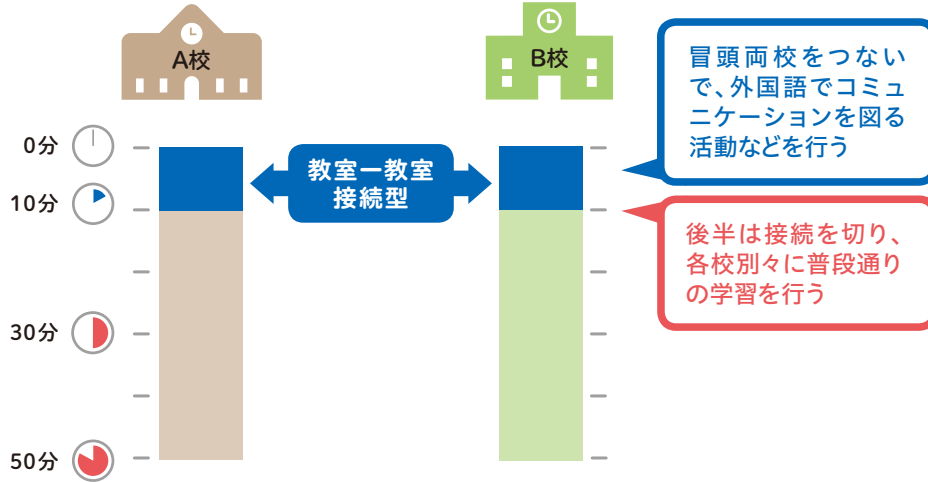 A校
B校
冒頭両校をつない
で、外国語でコミュ
ニケーションを図る
活動などを行う
0分
教室ー教室
接続型
10分
後半は接続を切り、
各校別々に普段通り
の学習を行う
30分
50分